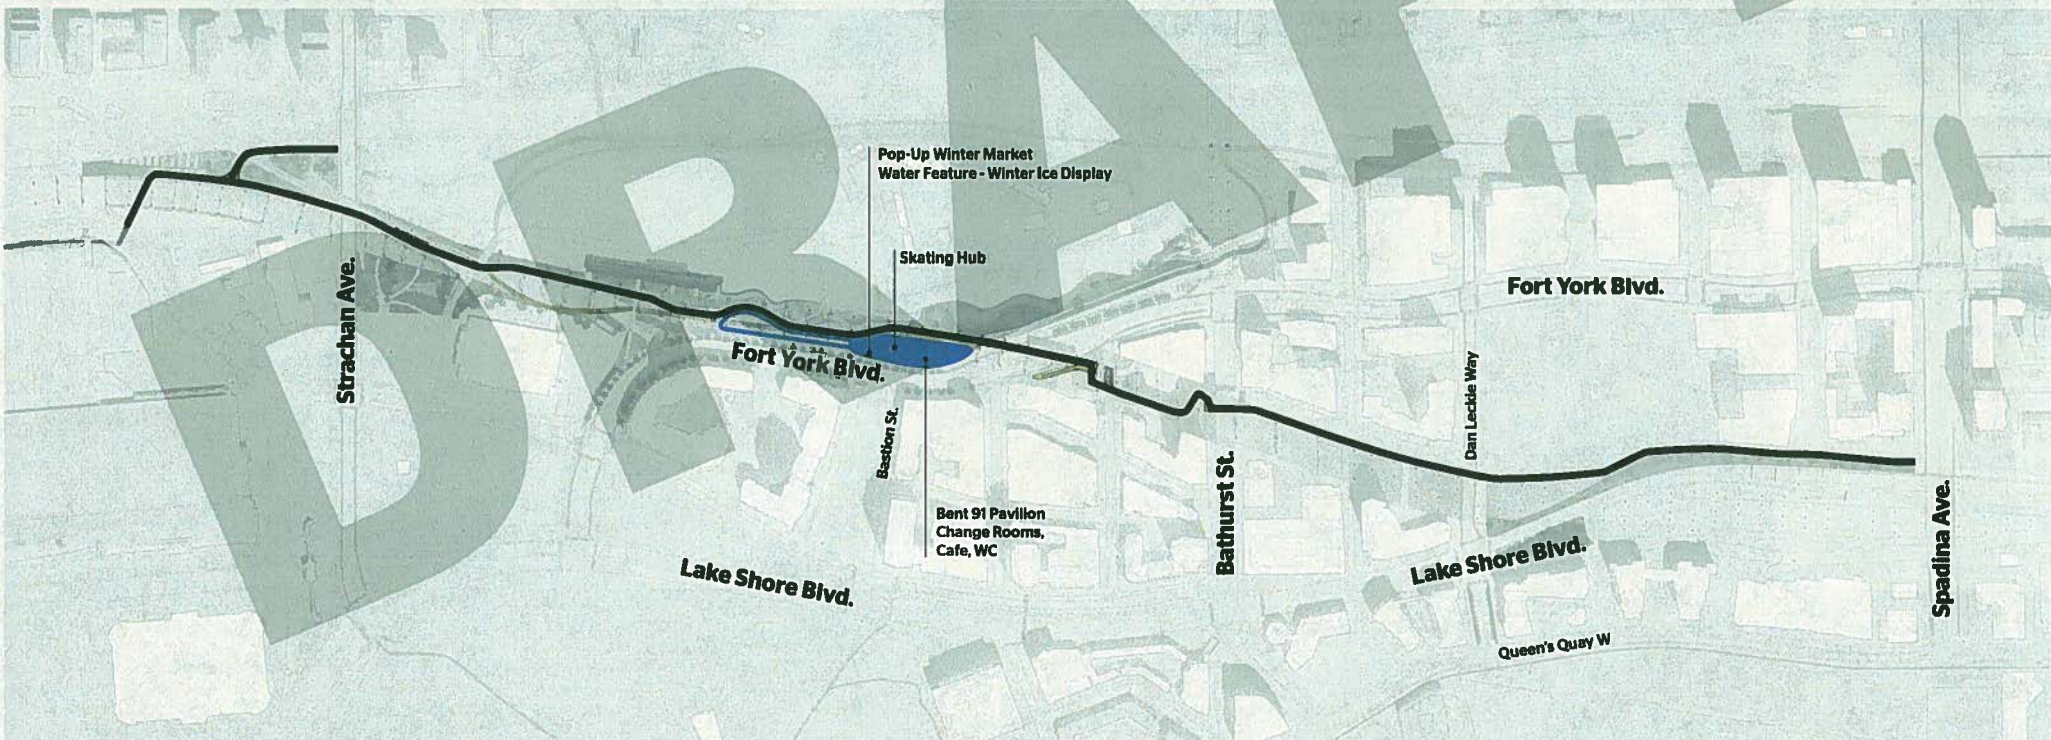 DRAF
Pop-Up Winter Market
Water Feature - Winter Ice Display
Skating Hub
Strachan Ave.
Fort York Blvd.
Fort York Blvd.
Bastion St.
Dan Leckie Way
Bent 91 Pavilion
Change Rooms,
Cafe, WC
Bathurst St.
Lake Shore Blvd.
Lake Shore Blvd.
Spadina Ave.
Queen's Quay W